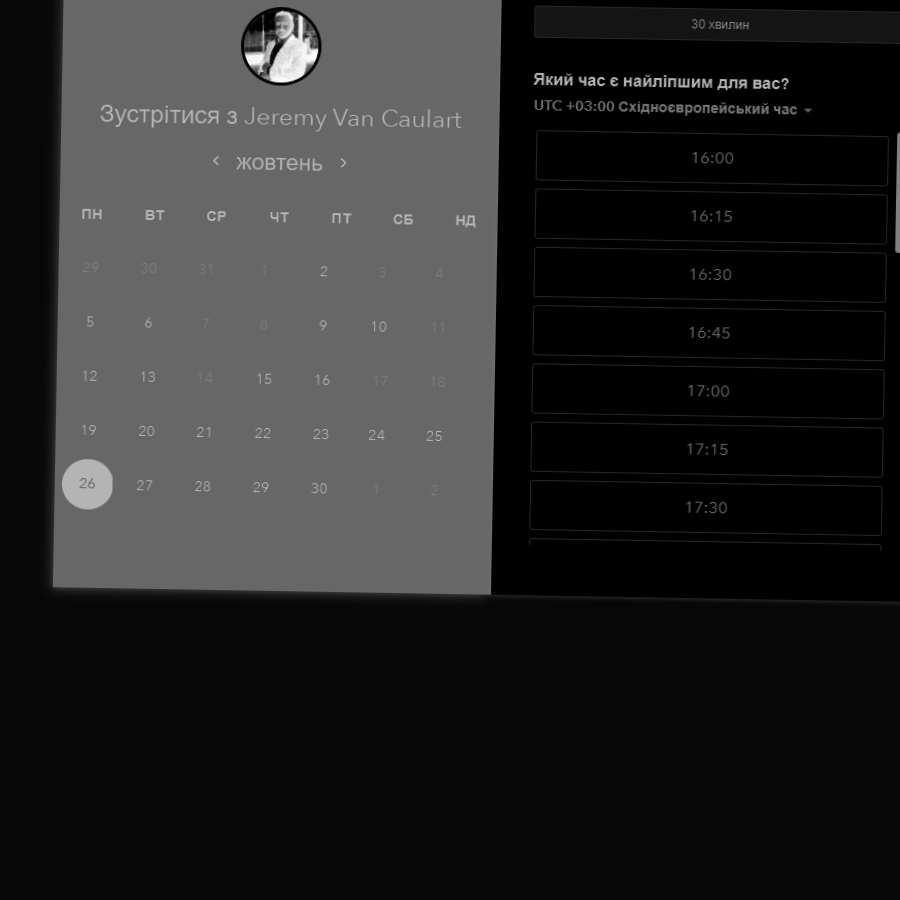 Зустрітися з Jeremy Van Caulart
жовтень
ПН ВТ СР ЧТ ПТ СБ НД
29 30 31 1 2 3 4
5 6 7 8 9 10 11
12 13 14 15 16 17 18
19 20 21 22 23 24 25
26 27 28 29 30 1 2
30 хвилин
Який час є найліпшим для вас?
UTC +03:00 Східноєвропейський час
16:00
16:15
16:30
16:45
17:00
17:15
17:30